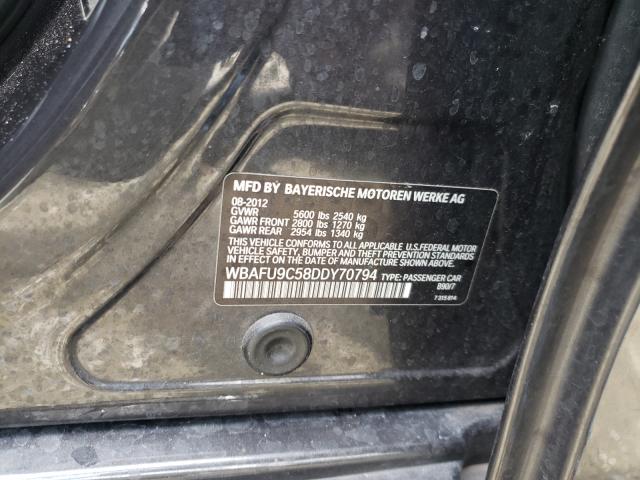 MFD BY BAYERISCHE MOTOREN WERKE AG
08-2012
GVWR 5600 lbs 2540 kg
GAWR FRONT 2800 lbs 1270 kg
GAWR REAR 2954 lbs 1340 kg
THIS VEHICLE CONFORMS TO ALL APPLICABLE U.S.FEDERAL MOTOR
VEHICLE SAFETY, BUMPER AND THEFT PREVENTION STANDARDS
IN EFFECT ON THE DATE OF MANUFACTURE SHOWN ABOVE.
WBAFU9C58DDY70794 TYPE: PASSENGER CAR
B90/7
7 315 614